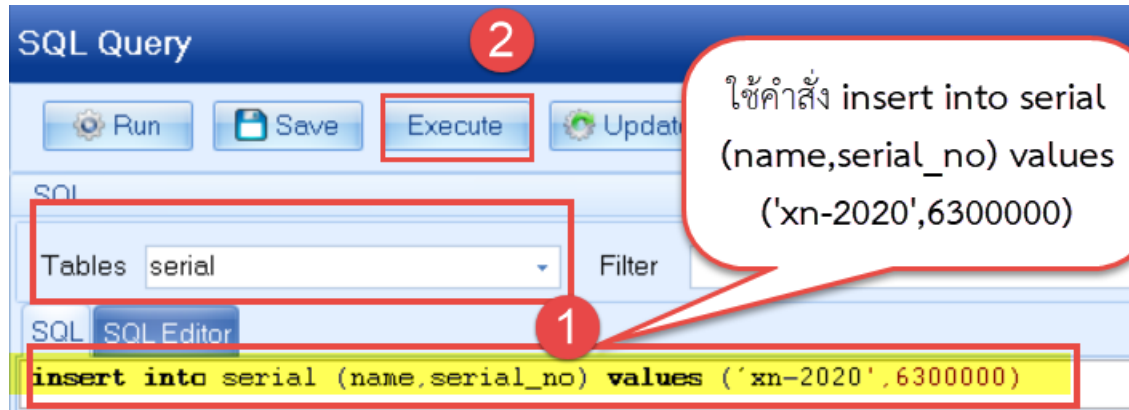 SQL Query
2
Run Save Execute Update
ใช้คำสั่ง insert into serial
(name,serial_no) values
('xn-2020',6300000)
SQL
Tables serial Filter
SQL SQL Editor
1
insert into serial (name,serial_no) values ('xn-2020',6300000)